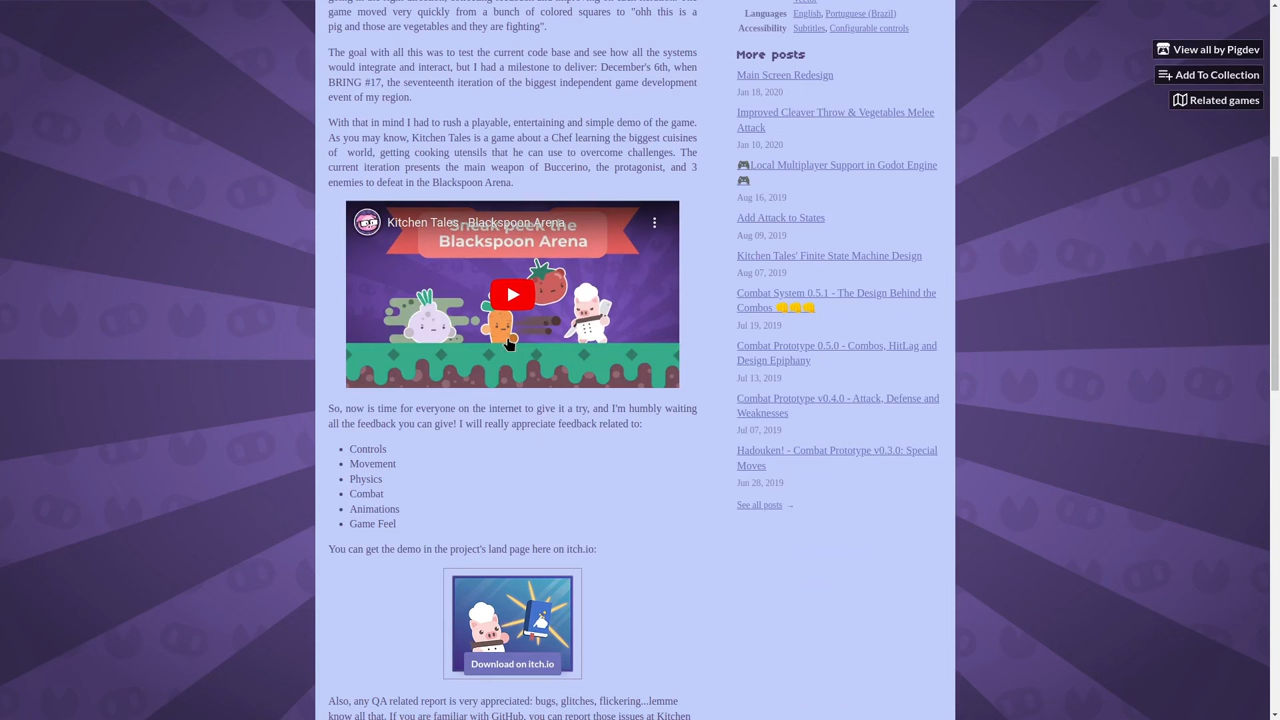 game moved very quickly from a bunch of colored squares to "ohh this is a
pig and those are vegetables and they are fighting".
The goal with all this was to test the current code base and see how all the systems
would integrate and interact, but I had a milestone to deliver: December's 6th, when
BRING #17, the seventeenth iteration of the biggest independent game development
event of my region.
With that in mind I had to rush a playable, entertaining and simple demo of the game.
As you may know, Kitchen Tales is a game about a Chef learning the biggest cuisines
of world, getting cooking utensils that he can use to overcome challenges. The
current iteration presents the main weapon of Buccerino, the protagonist, and 3
enemies to defeat in the Blackspoon Arena.
Kitchen Tales - Blackspoon Arena
Sneak peek the
Blackspoon Arena
So, now is time for everyone on the internet to give it a try, and I'm humbly waiting
all the feedback you can give! I will really appreciate feedback related to:
Controls
Movement
Physics
Combat
Animations
Game Feel
You can get the demo in the project's land page here on itch.io:
Download on itch.io
Also, any QA related report is very appreciated: bugs, glitches, flickering...lemme
know all that. If you are familiar with GitHub, you can report those issues at Kitchen
Languages English, Portuguese (Brazil)
Accessibility Subtitles, Configurable controls
More posts
Main Screen Redesign
Jan 18, 2020
Improved Cleaver Throw & Vegetables Melee
Attack
Jan 10, 2020
🎮Local Multiplayer Support in Godot Engine
🎮
Aug 16, 2019
Add Attack to States
Aug 09, 2019
Kitchen Tales' Finite State Machine Design
Aug 07, 2019
Combat System 0.5.1 - The Design Behind the
Combos 👊👊👊
Jul 19, 2019
Combat Prototype 0.5.0 - Combos, HitLag and
Design Epiphany
Jul 13, 2019
Combat Prototype v0.4.0 - Attack, Defense and
Weaknesses
Jul 07, 2019
Hadouken! - Combat Prototype v0.3.0: Special
Moves
Jun 28, 2019
See all posts →
View all by Pigdev
Add To Collection
Related games